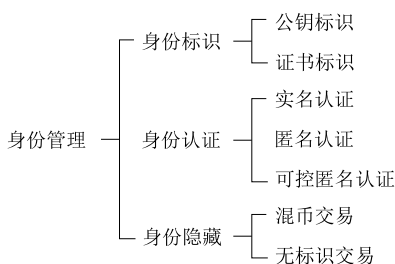 身份管理
身份标识
公钥标识
证书标识
身份认证
实名认证
匿名认证
可控匿名认证
身份隐藏
混币交易
无标识交易